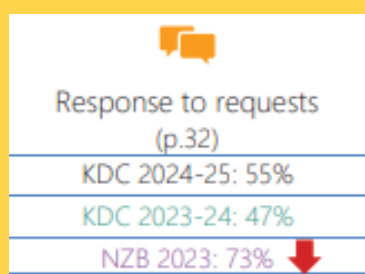 Response to requests
(p.32)
KDC 2024-25: 55%
KDC 2023-24: 47%
NZB 2023: 73%